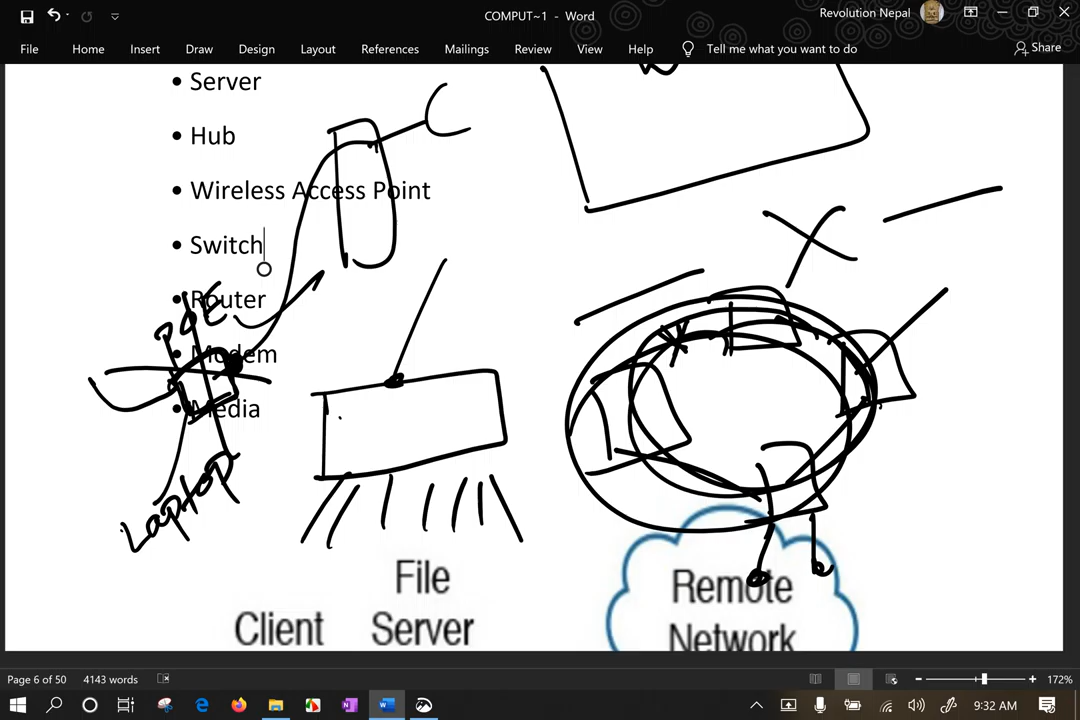 COMPUT~1 - Word
Revolution Nepal
File Home Insert Draw Design Layout References Mailings Review View Help Tell me what you want to do Share
• Server
• Hub
• Wireless Access Point
• Switch
• Router
• Modem
• Media
POE
Laptop
File
Client Server
Remote
Network
Page 6 of 50 4143 words 172%
9:32 AM